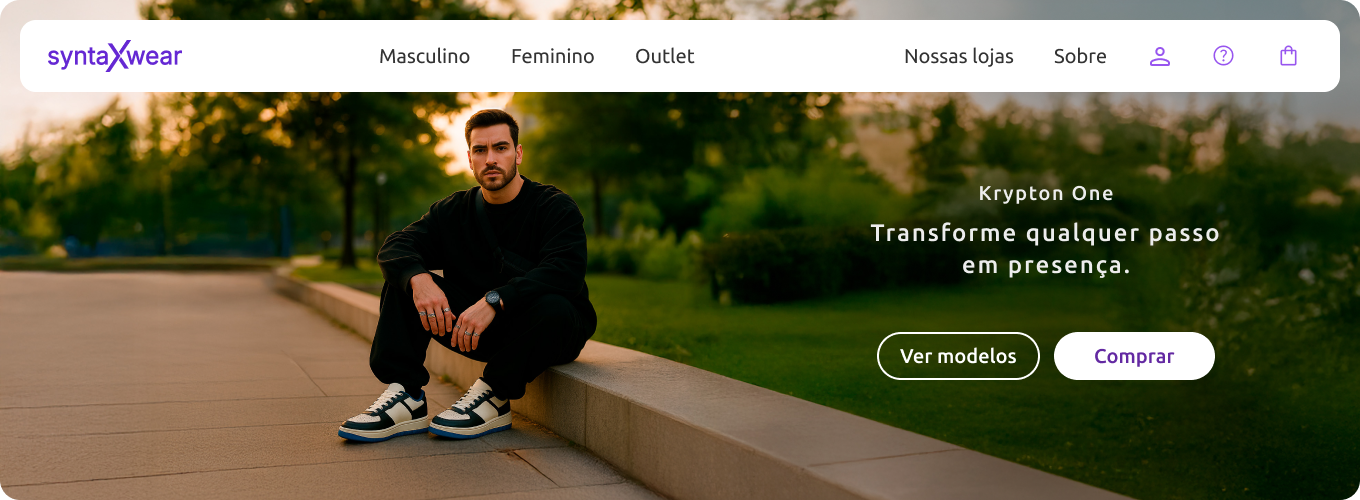 syntaXwear
Masculino
Feminino
Outlet
Nossas lojas
Sobre
Krypton One
Transforme qualquer passo
em presença.
Ver modelos
Comprar